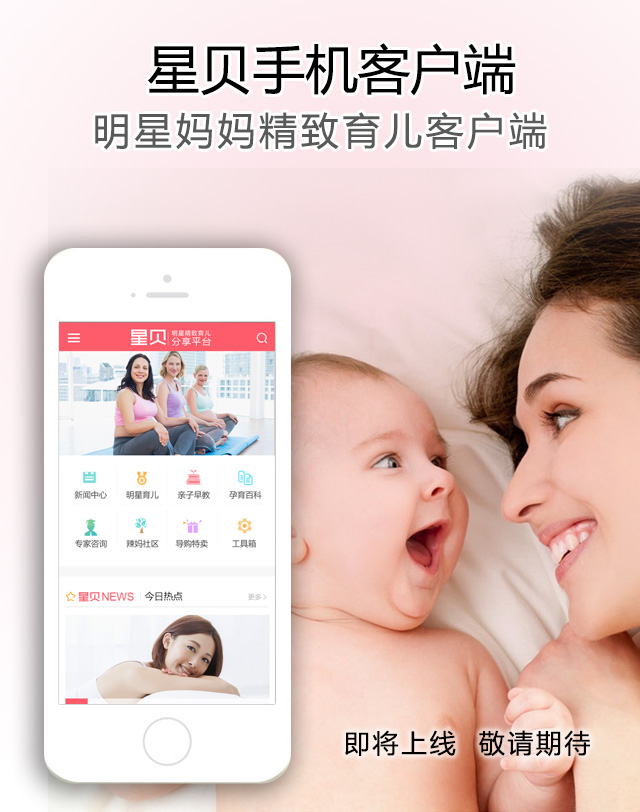 星贝手机客户端
明星妈妈精致育儿客户端
星贝 明星精致育儿
分享平台
新闻中心 明星育儿 亲子早教 孕育百科
专家咨询 辣妈社区 导购特卖 工具箱
星贝NEWS 今日热点 更多>
即将上线 敬请期待